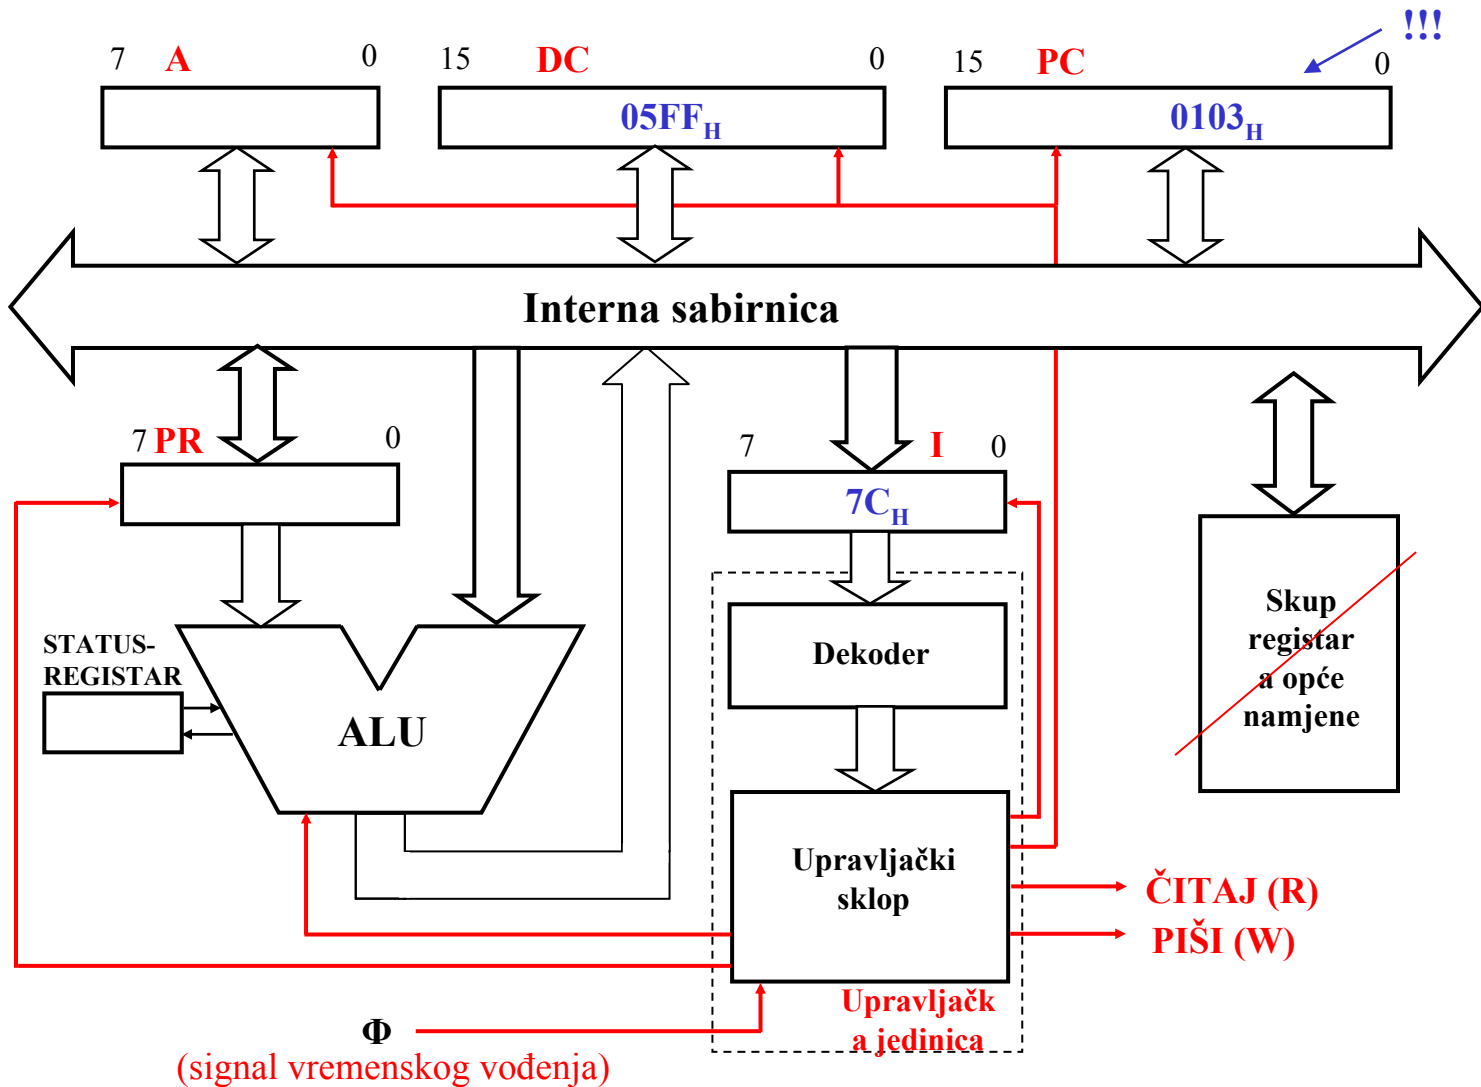 !!!
7 A 0
15 DC 0
15 PC 0
05FFH
0103H
Interna sabirnica
7 PR 0
7 I 0
7CH
STATUS-
REGISTAR
ALU
Dekoder
Skup
registar
a opće
namjene
Upravljački
sklop
ČITAJ (R)
PIŠI (W)
Upravljačk
a jedinica
Φ
(signal vremenskog vođenja)